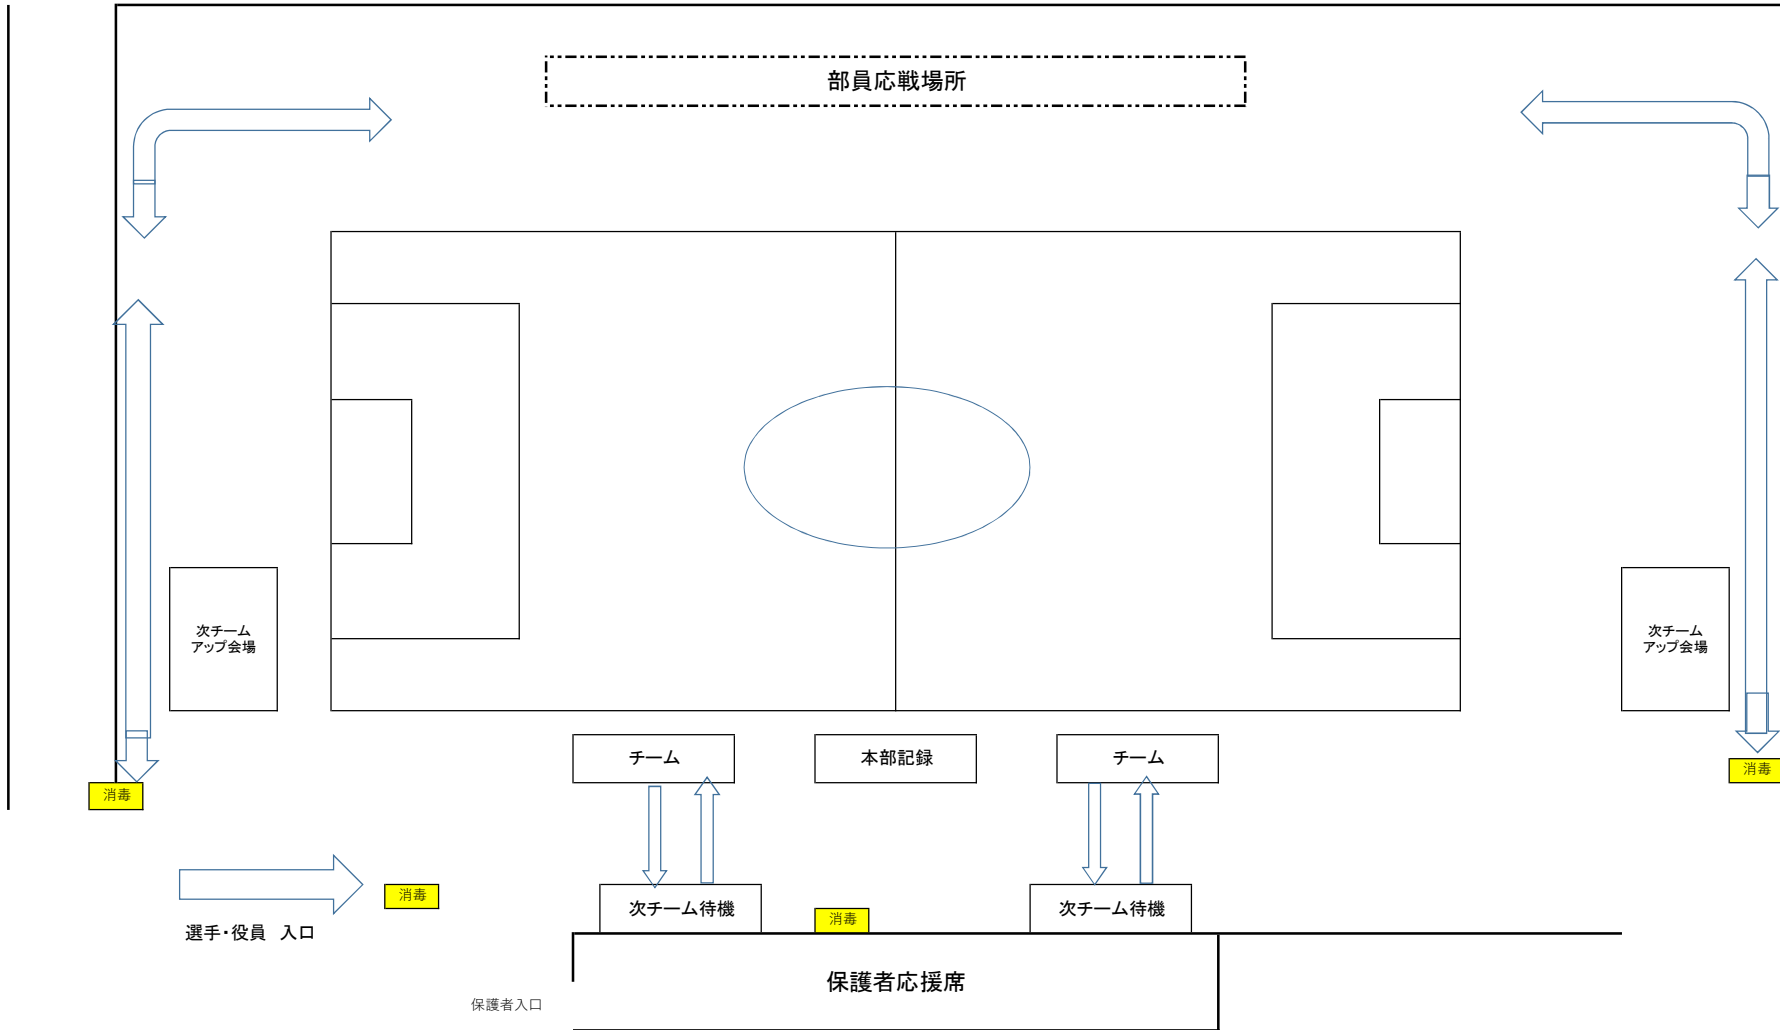 部員応戦場所
次チーム
アップ会場
次チーム
アップ会場
チーム
本部記録
チーム
消毒
消毒
消毒
次チーム待機
消毒
次チーム待機
選手・役員　入口
保護者応援席
保護者入口